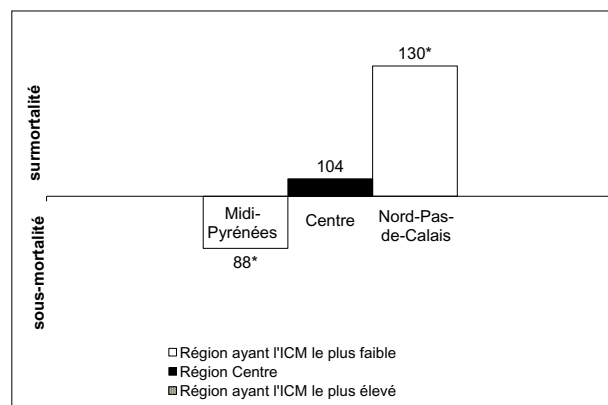 surmortalité
sous-mortalité
130*
104
Midi-
Pyrénées
Centre
Nord-Pas-
de-Calais
88*
Région ayant l'ICM le plus faible
Région Centre
Région ayant l'ICM le plus élevé